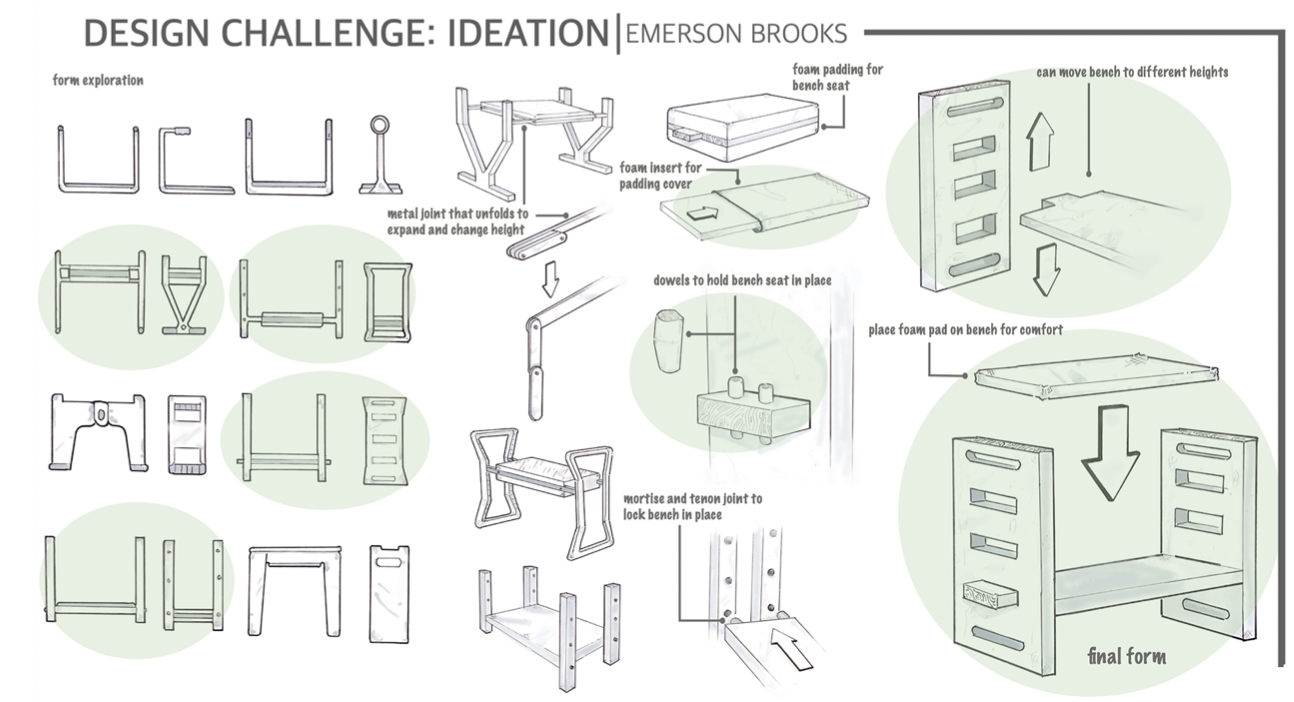 DESIGN CHALLENGE: IDEATION | EMERSON BROOKS
form exploration
metal joint that unfolds to
expand and change height
foam padding for
bench seat
foam insert for
padding cover
dowels to hold bench seat in place
mortise and tenon joint to
lock bench in place
can move bench to different heights
place foam pad on bench for comfort
final form